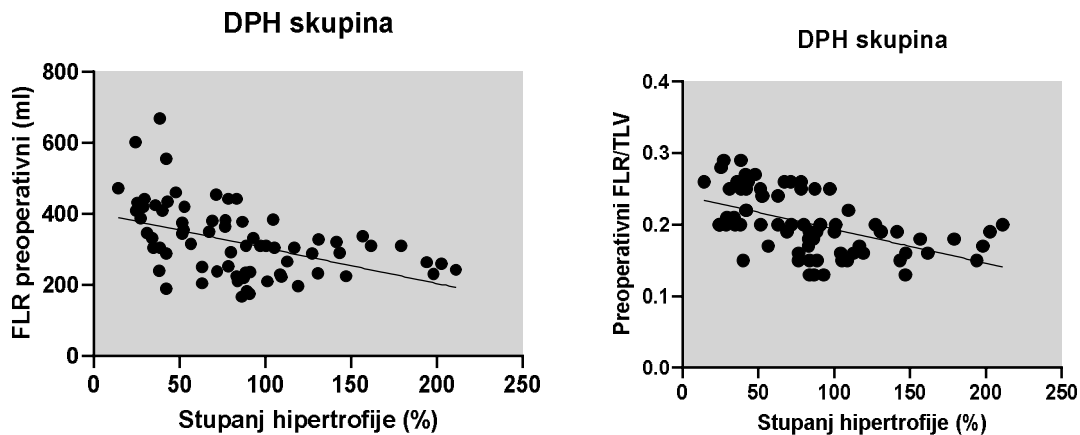 DPH skupina
FLR preoperativni (ml)
800
600
400
200
0
0 50 100 150 200 250
Stupanj hipertrofije (%)
DPH skupina
Preoperativni FLR/TLV
0.4
0.3
0.2
0.1
0.0
0 50 100 150 200 250
Stupanj hipertrofije (%)